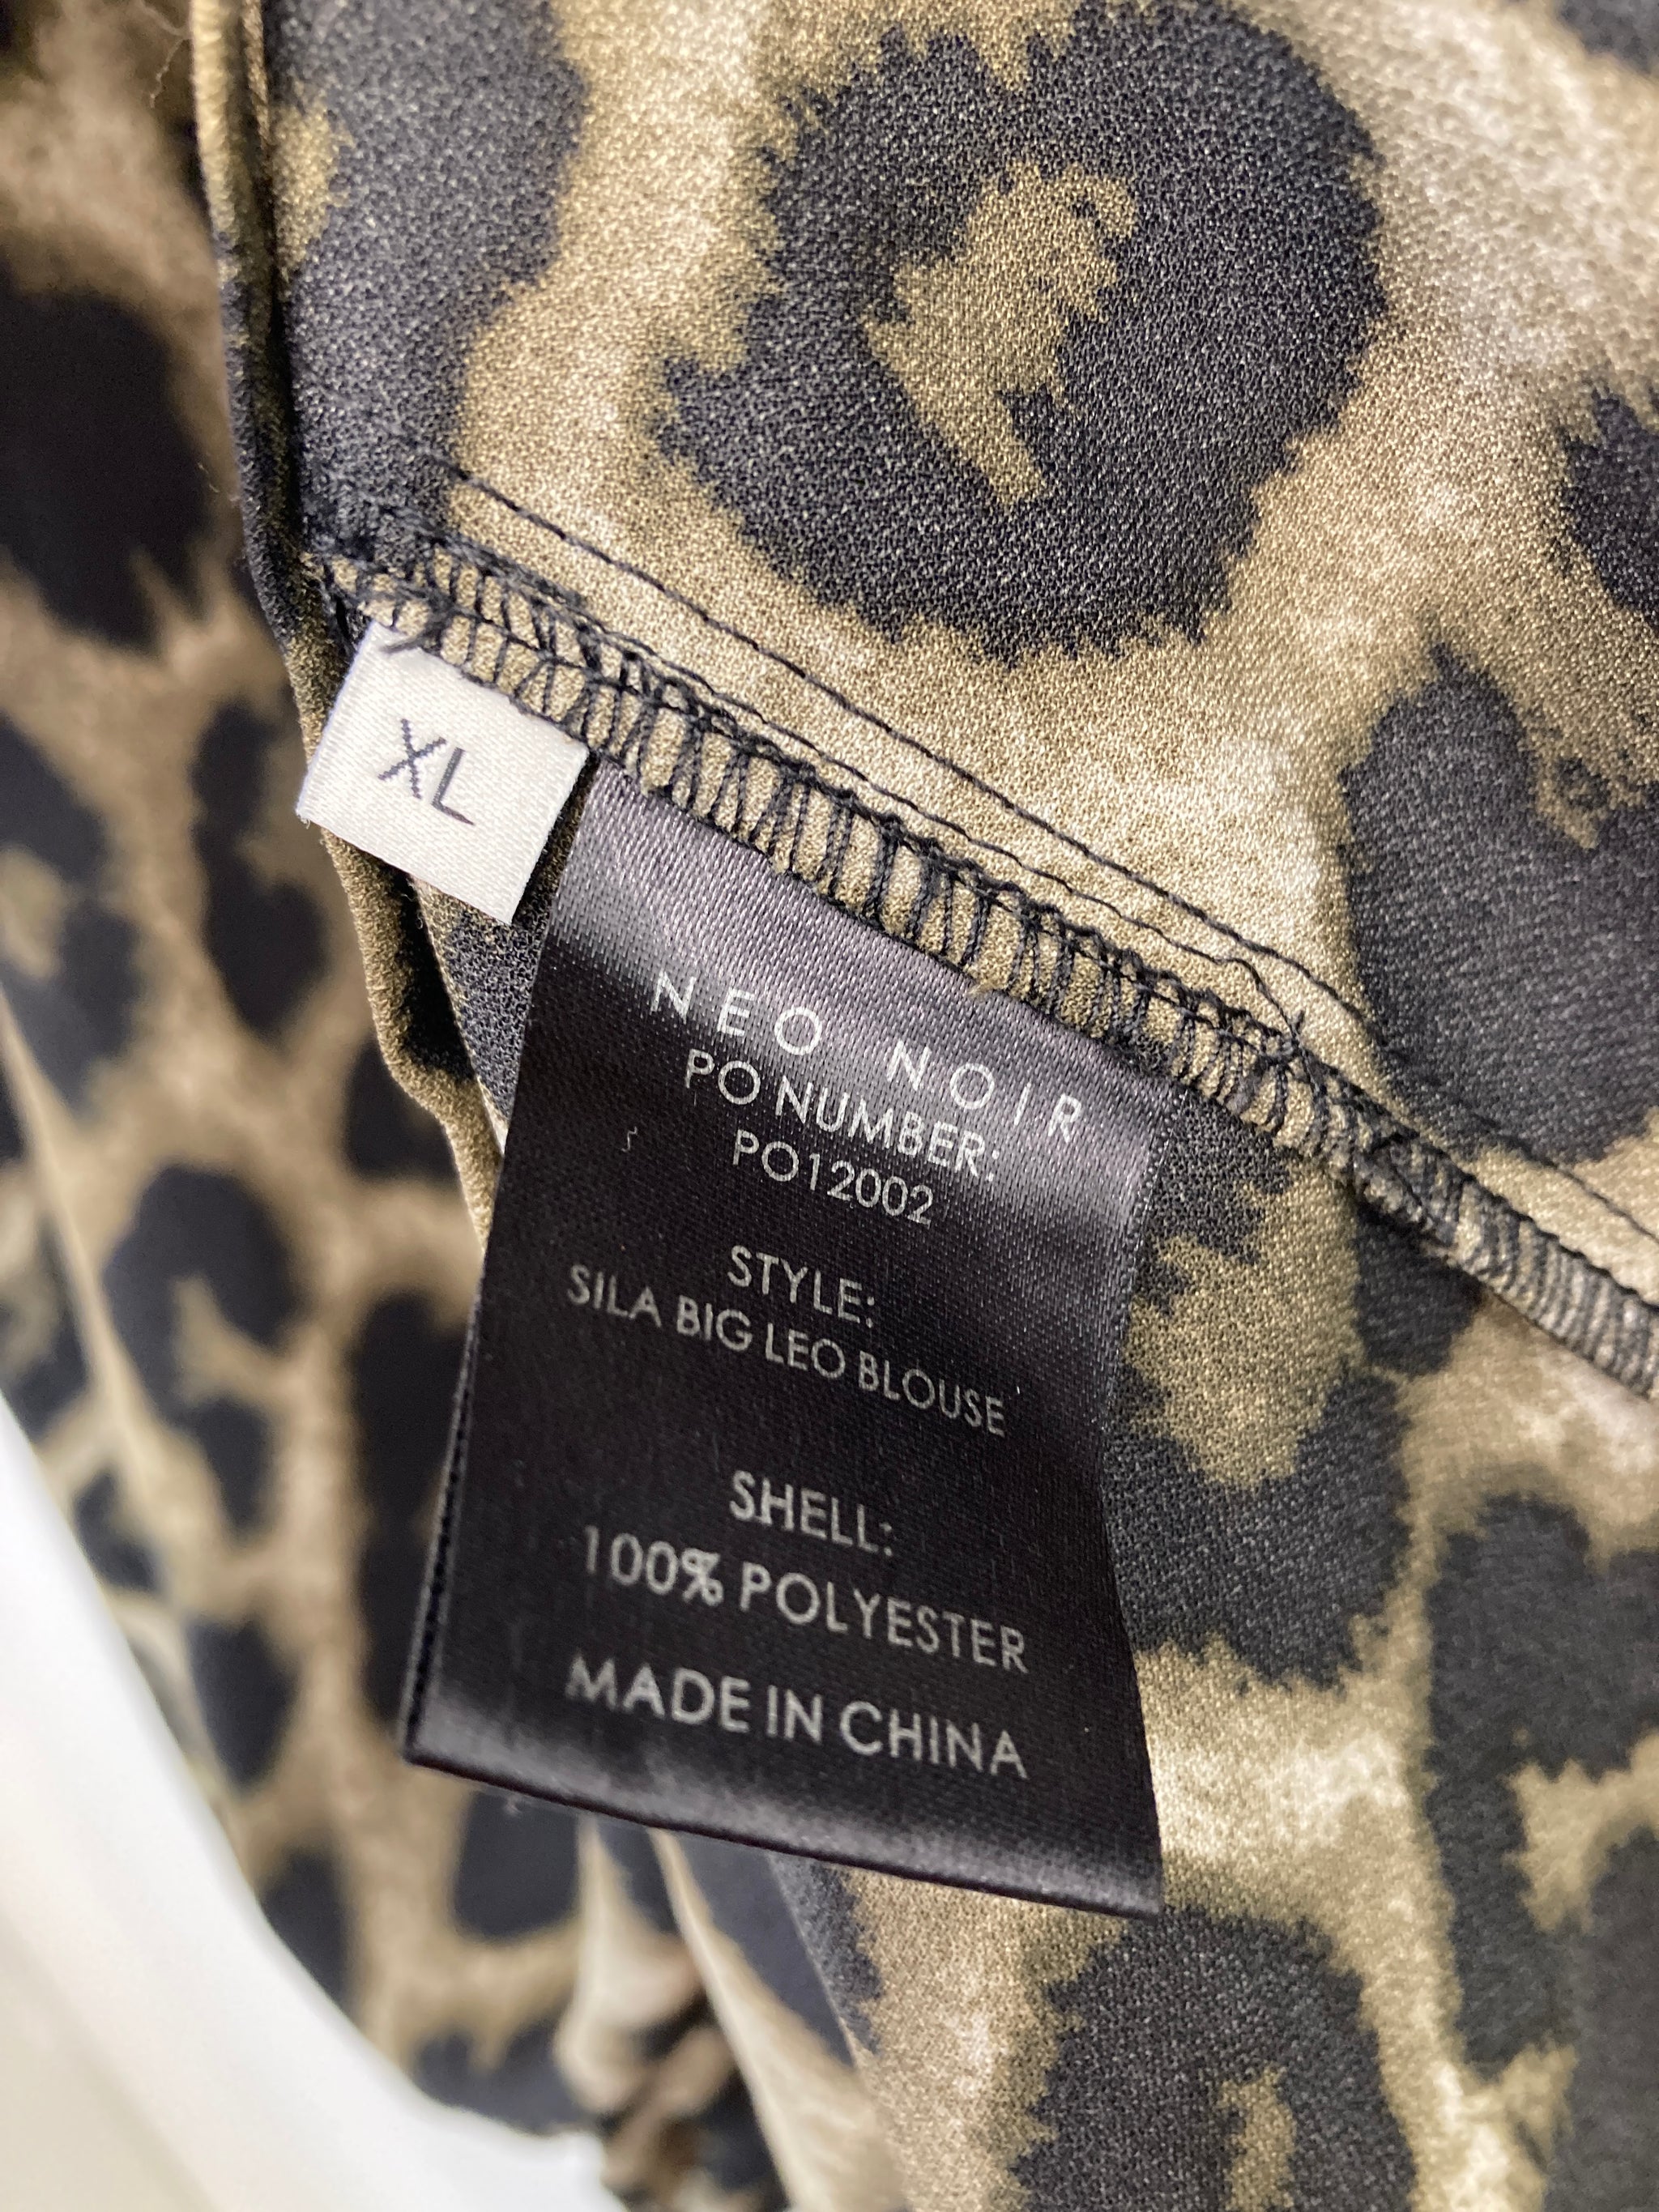 XL
NEO NOIR
PO NUMBER:
PO12002
STYLE:
SILA BIG LEO BLOUSE
SHELL:
100% POLYESTER
MADE IN CHINA